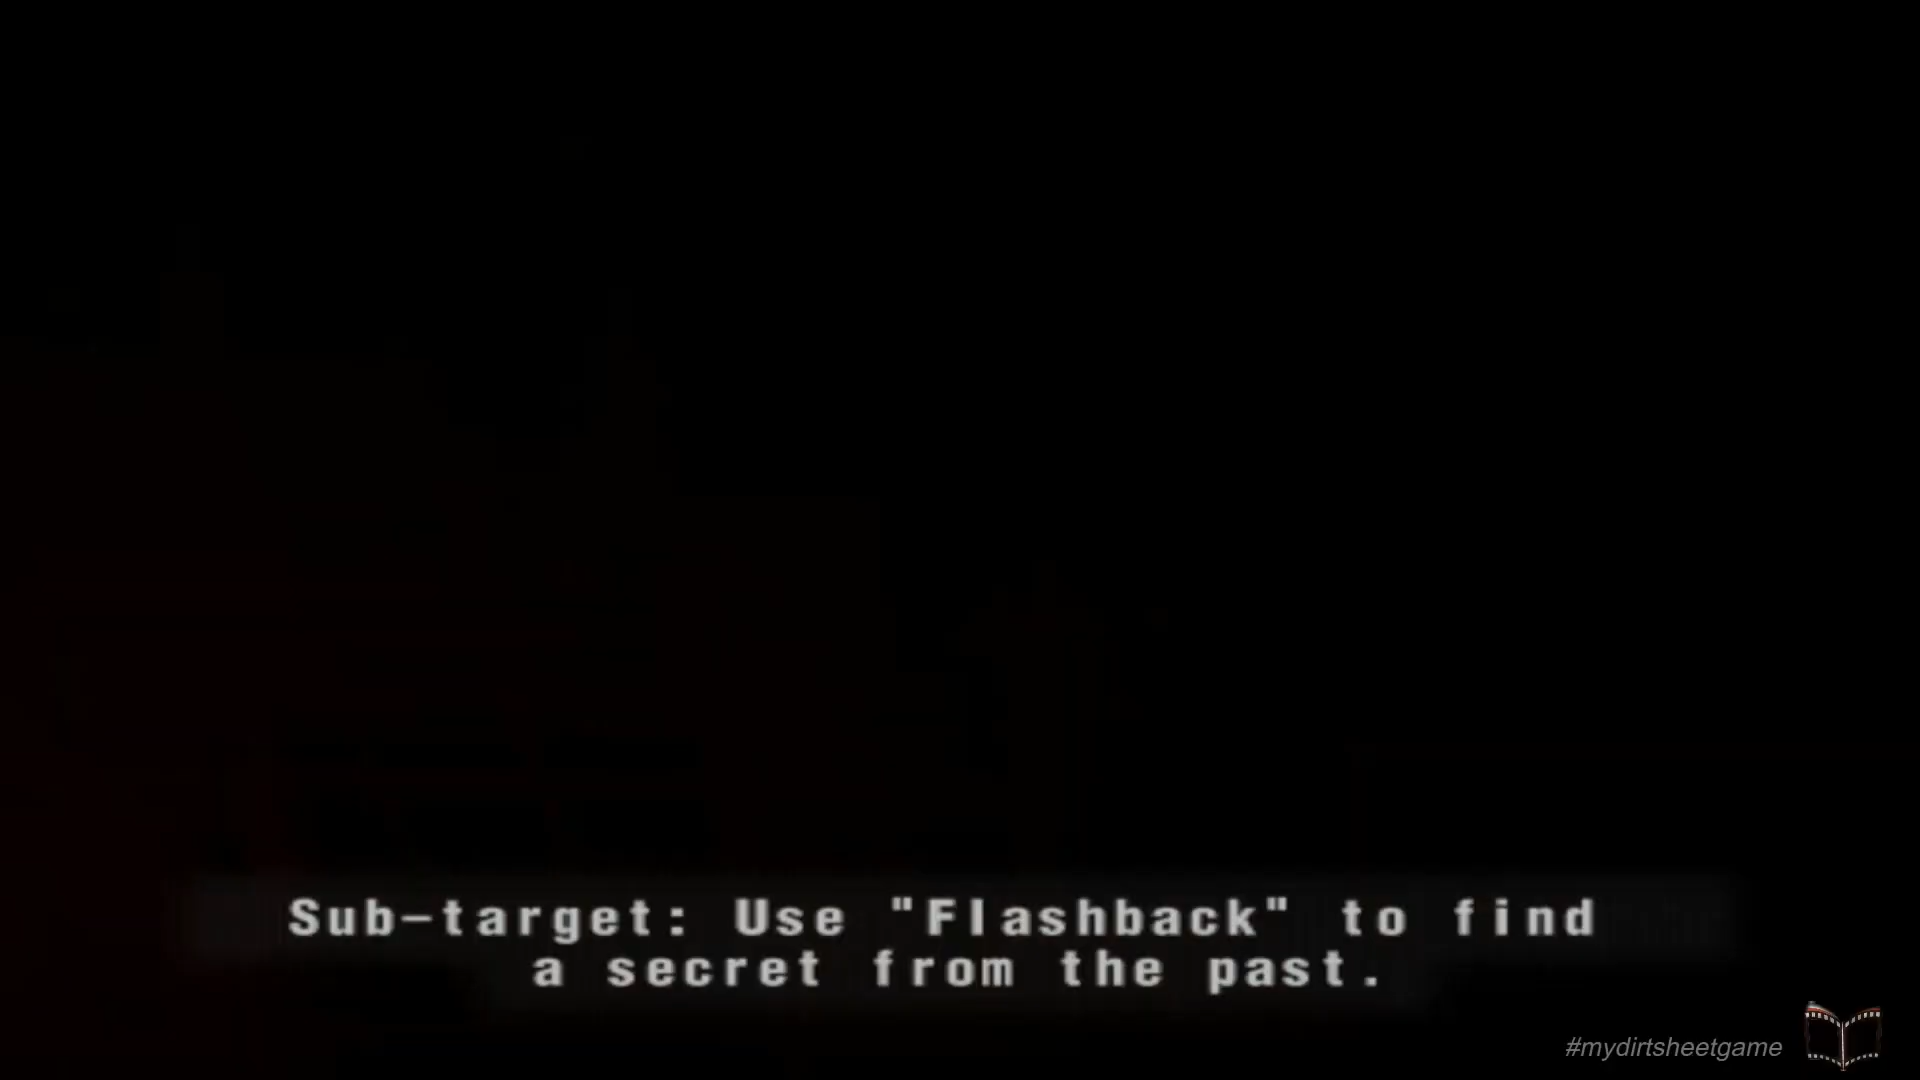 Sub-target: Use "Flashback" to find
a secret from the past.
#mydirtsheetgame